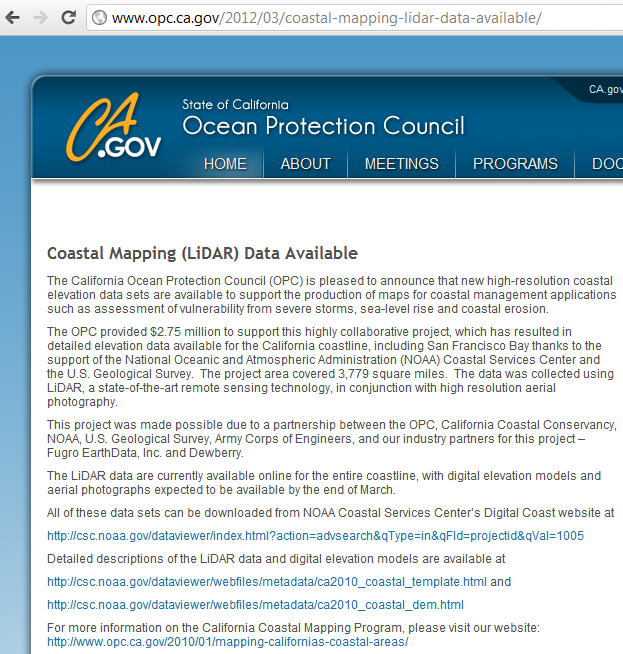 www.opc.ca.gov/2012/03/coastal-mapping-lidar-data-available/
CA.gov
CA
.GOV
State of California
Ocean Protection Council
HOME ABOUT MEETINGS PROGRAMS DOC
Coastal Mapping (LiDAR) Data Available
The California Ocean Protection Council (OPC) is pleased to announce that new high-resolution coastal
elevation data sets are available to support the production of maps for coastal management applications
such as assessment of vulnerability from severe storms, sea-level rise and coastal erosion.
The OPC provided $2.75 million to support this highly collaborative project, which has resulted in
detailed elevation data available for the California coastline, including San Francisco Bay thanks to the
support of the National Oceanic and Atmospheric Administration (NOAA) Coastal Services Center and
the U.S. Geological Survey.  The project area covered 3,779 square miles.  The data was collected using
LiDAR, a state-of-the-art remote sensing technology, in conjunction with high resolution aerial
photography.
This project was made possible due to a partnership between the OPC, California Coastal Conservancy,
NOAA, U.S. Geological Survey, Army Corps of Engineers, and our industry partners for this project –
Fugro EarthData, Inc. and Dewberry.
The LiDAR data are currently available online for the entire coastline, with digital elevation models and
aerial photographs expected to be available by the end of March.
All of these data sets can be downloaded from NOAA Coastal Services Center's Digital Coast website at
http://csc.noaa.gov/dataviewer/index.html?action=advsearch&qType=in&qFld=projectid&qVal=1005
Detailed descriptions of the LiDAR data and digital elevation models are available at
http://csc.noaa.gov/dataviewer/webfiles/metadata/ca2010_coastal_template.html and
http://csc.noaa.gov/dataviewer/webfiles/metadata/ca2010_coastal_dem.html
For more information on the California Coastal Mapping Program, please visit our website:
http://www.opc.ca.gov/2010/01/mapping-californias-coastal-areas/